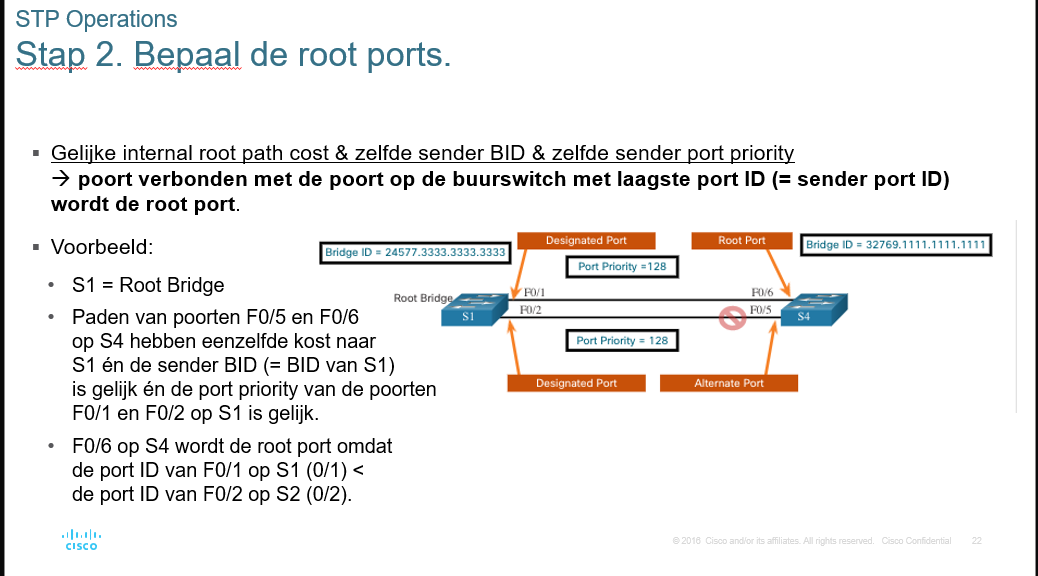 STP Operations
Stap 2. Bepaal de root ports.
▪ Gelijke internal root path cost & zelfde sender BID & zelfde sender port priority
→ poort verbonden met de poort op de buurswitch met laagste port ID (= sender port ID)
wordt de root port.
▪ Voorbeeld:
• S1 = Root Bridge
• Paden van poorten F0/5 en F0/6
op S4 hebben eenzelfde kost naar
S1 én de sender BID (= BID van S1)
is gelijk én de port priority van de poorten
F0/1 en F0/2 op S1 is gelijk.
• F0/6 op S4 wordt de root port omdat
de port ID van F0/1 op S1 (0/1) <
de port ID van F0/2 op S2 (0/2).
Designated Port
Root Port
Bridge ID = 24577.3333.3333.3333
Bridge ID = 32769.1111.1111.1111
Port Priority =128
Root Bridge
F0/1
F0/6
S1
F0/2
F0/5
S4
Port Priority = 128
Designated Port
Alternate Port
CISCO
© 2016 Cisco and/or its affiliates. All rights reserved. Cisco Confidential
22